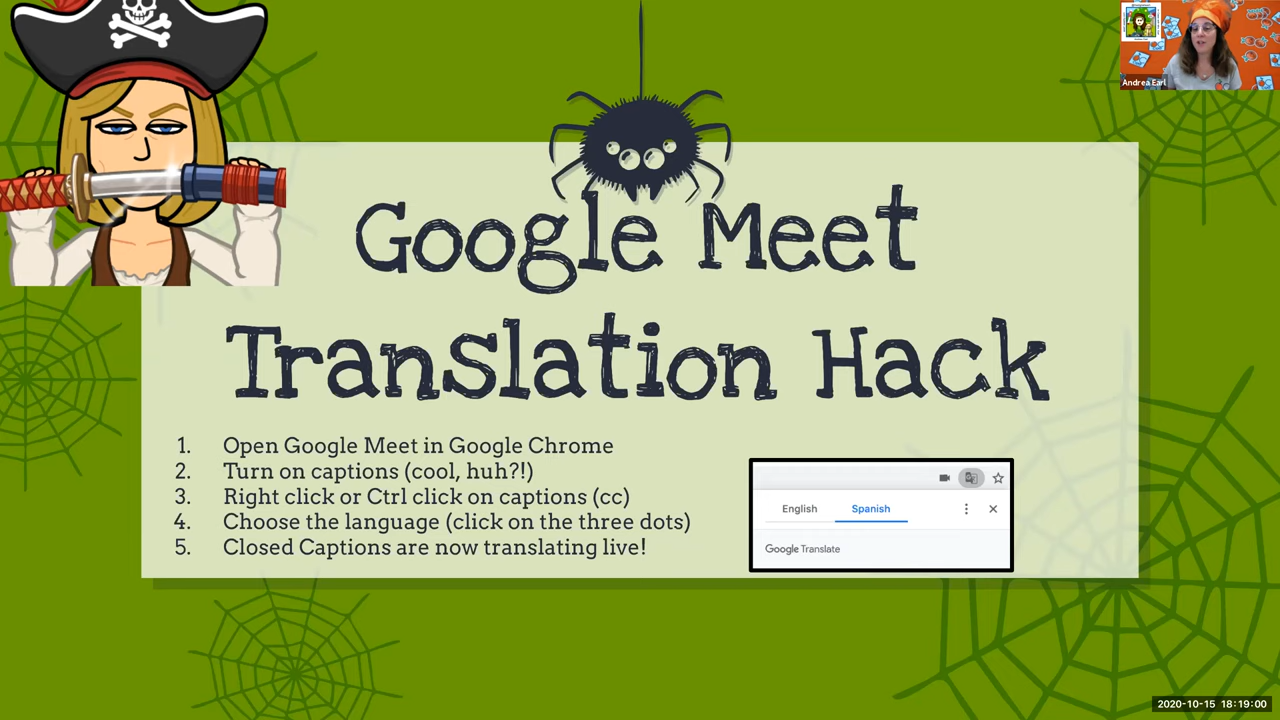 Andrea Earl
Google Meet
Translation Hack
1. Open Google Meet in Google Chrome
2. Turn on captions (cool, huh?!)
3. Right click or Ctrl click on captions (cc)
4. Choose the language (click on the three dots)
5. Closed Captions are now translating live!
English Spanish
Google Translate
2020-10-15 18:19:00